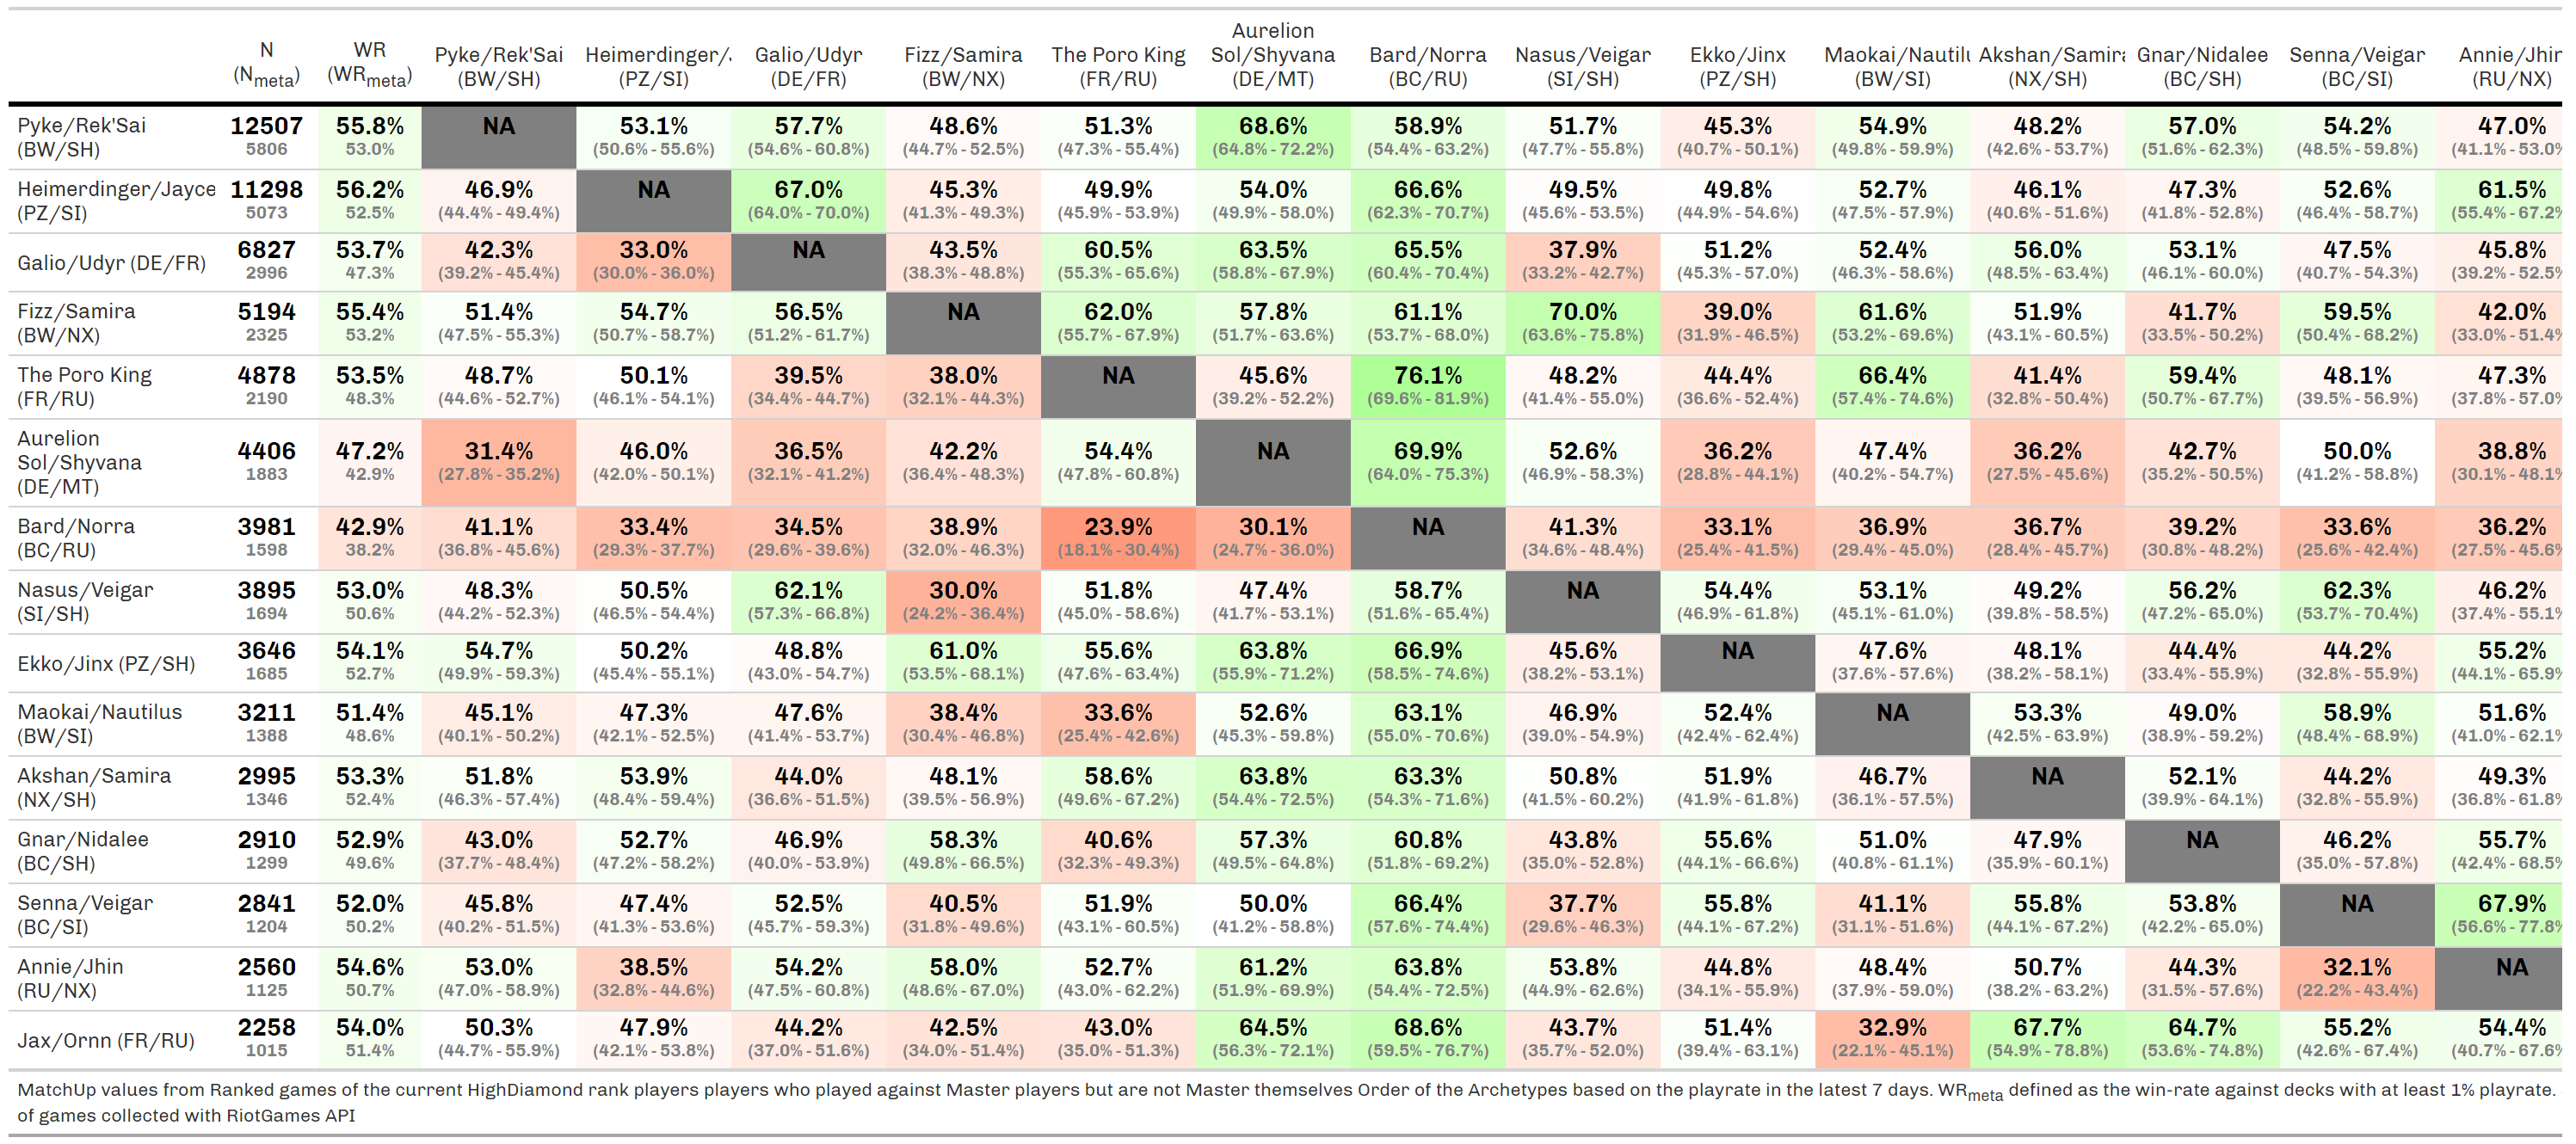 N WR Pyke/Rek'Sai Heimerdinger/ Galio/Udyr Fizz/Samira The Poro King Aurelion Sol/Shyvana Bard/Norra Nasus/Veigar Ekko/Jinx Maokai/Nautilu Akshan/Samira Gnar/Nidalee Senna/Veigar Annie/Jhin
(Nmeta) (WRmeta) (BW/SH) (PZ/SI) (DE/FR) (BW/NX) (FR/RU) (DE/MT) (BC/RU) (SI/SH) (PZ/SH) (BW/SI) (NX/SH) (BC/SH) (BC/SI) (RU/NX)
Pyke/Rek'Sai 12507 55.8% NA 53.1% 57.7% 48.6% 51.3% 68.6% 58.9% 51.7% 45.3% 54.9% 48.2% 57.0% 54.2% 47.0%
(BW/SH) 5806 53.0% (50.6% - 55.6%) (54.6% - 60.8%) (44.7% - 52.5%) (47.3% - 55.4%) (64.8% - 72.2%) (54.4% - 63.2%) (47.7% - 55.8%) (40.7% - 50.1%) (49.8% - 59.9%) (42.6% - 53.7%) (51.6% - 62.3%) (48.5% - 59.8%) (41.1% - 53.0%
Heimerdinger/Jayce 11298 56.2% 46.9% NA 67.0% 45.3% 49.9% 54.0% 66.6% 49.5% 49.8% 52.7% 46.1% 47.3% 52.6% 61.5%
(PZ/SI) 5073 52.5% (44.4% - 49.4%) (64.0% - 70.0%) (41.3% - 49.3%) (45.9% - 53.9%) (49.9% - 58.0%) (62.3% - 70.7%) (45.6% - 53.5%) (44.9% - 54.6%) (47.5% - 57.9%) (40.6% - 51.6%) (41.8% - 52.8%) (46.4% - 58.7%) (55.4% - 67.2%
Galio/Udyr (DE/FR) 6827 53.7% 42.3% 33.0% NA 43.5% 60.5% 63.5% 65.5% 37.9% 51.2% 52.4% 56.0% 53.1% 47.5% 45.8%
2996 47.3% (39.2% - 45.4%) (30.0% - 36.0%) (38.3% - 48.8%) (55.3% - 65.6%) (58.8% - 67.9%) (60.4% - 70.4%) (33.2% - 42.7%) (45.3% - 57.0%) (46.3% - 58.6%) (48.5% - 63.4%) (46.1% - 60.0%) (40.7% - 54.3%) (39.2% - 52.5%
Fizz/Samira 5194 55.4% 51.4% 54.7% 56.5% NA 62.0% 57.8% 61.1% 70.0% 39.0% 61.6% 51.9% 41.7% 59.5% 42.0%
(BW/NX) 2325 53.2% (47.5% - 55.3%) (50.7% - 58.7%) (51.2% - 61.7%) (55.7% - 67.9%) (51.7% - 63.6%) (53.7% - 68.0%) (63.6% - 75.8%) (31.9% - 46.5%) (53.2% - 69.6%) (43.1% - 60.5%) (33.5% - 50.2%) (50.4% - 68.2%) (33.0% - 51.4%
The Poro King 4878 53.5% 48.7% 50.1% 39.5% 38.0% NA 45.6% 76.1% 48.2% 44.4% 66.4% 41.4% 59.4% 48.1% 47.3%
(FR/RU) 2190 48.3% (44.6% - 52.7%) (46.1% - 54.1%) (34.4% - 44.7%) (32.1% - 44.3%) (39.2% - 52.2%) (69.6% - 81.9%) (41.4% - 55.0%) (36.6% - 52.4%) (57.4% - 74.6%) (32.8% - 50.4%) (50.7% - 67.7%) (39.5% - 56.9%) (37.8% - 57.0%
Aurelion
Sol/Shyvana 4406 47.2% 31.4% 46.0% 36.5% 42.2% 54.4% NA 69.9% 52.6% 36.2% 47.4% 36.2% 42.7% 50.0% 38.8%
(DE/MT) 1883 42.9% (27.8% - 35.2%) (42.0% - 50.1%) (32.1% - 41.2%) (36.4% - 48.3%) (47.8% - 60.8%) (64.0% - 75.3%) (46.9% - 58.3%) (28.8% - 44.1%) (40.2% - 54.7%) (27.5% - 45.6%) (35.2% - 50.5%) (41.2% - 58.8%) (30.1% - 48.1%
Bard/Norra 3981 42.9% 41.1% 33.4% 34.5% 38.9% 23.9% 30.1% NA 41.3% 33.1% 36.9% 36.7% 39.2% 33.6% 36.2%
(BC/RU) 1598 38.2% (36.8% - 45.6%) (29.3% - 37.7%) (29.6% - 39.6%) (32.0% - 46.3%) (18.1% - 30.4%) (24.7% - 36.0%) (34.6% - 48.4%) (25.4% - 41.5%) (29.4% - 45.0%) (28.4% - 45.7%) (30.8% - 48.2%) (25.6% - 42.4%) (27.5% - 45.6%
Nasus/Veigar 3895 53.0% 48.3% 50.5% 62.1% 30.0% 51.8% 47.4% 58.7% NA 54.4% 53.1% 49.2% 56.2% 62.3% 46.2%
(SI/SH) 1694 50.6% (44.2% - 52.3%) (46.5% - 54.4%) (57.3% - 66.8%) (24.2% - 36.4%) (45.0% - 58.6%) (41.7% - 53.1%) (51.6% - 65.4%) (46.9% - 61.8%) (45.1% - 61.0%) (39.8% - 58.5%) (47.2% - 65.0%) (53.7% - 70.4%) (37.4% - 55.1%
Ekko/Jinx (PZ/SH) 3646 54.1% 54.7% 50.2% 48.8% 61.0% 55.6% 63.8% 66.9% 45.6% NA 47.6% 48.1% 44.4% 44.2% 55.2%
1685 52.7% (49.9% - 59.3%) (45.4% - 55.1%) (43.0% - 54.7%) (53.5% - 68.1%) (47.6% - 63.4%) (55.9% - 71.2%) (58.5% - 74.6%) (38.2% - 53.1%) (37.6% - 57.6%) (38.2% - 58.1%) (33.4% - 55.9%) (32.8% - 55.9%) (44.1% - 65.9%
Maokai/Nautilus 3211 51.4% 45.1% 47.3% 47.6% 38.4% 33.6% 52.6% 63.1% 46.9% 52.4% NA 53.3% 49.0% 58.9% 51.6%
(BW/SI) 1388 48.6% (40.1% - 50.2%) (42.1% - 52.5%) (41.4% - 53.7%) (30.4% - 46.8%) (25.4% - 42.6%) (45.3% - 59.8%) (55.0% - 70.6%) (39.0% - 54.9%) (42.4% - 62.4%) (42.5% - 63.9%) (38.9% - 59.2%) (48.4% - 68.9%) (41.0% - 62.1%
Akshan/Samira 2995 53.3% 51.8% 53.9% 44.0% 48.1% 58.6% 63.8% 63.3% 50.8% 51.9% 46.7% NA 52.1% 44.2% 49.3%
(NX/SH) 1346 52.4% (46.3% - 57.4%) (48.4% - 59.4%) (36.6% - 51.5%) (39.5% - 56.9%) (49.6% - 67.2%) (54.4% - 72.5%) (54.3% - 71.6%) (41.5% - 60.2%) (41.9% - 61.8%) (36.1% - 57.5%) (39.9% - 64.1%) (32.8% - 55.9%) (36.8% - 61.8%
Gnar/Nidalee 2910 52.9% 43.0% 52.7% 46.9% 58.3% 40.6% 57.3% 60.8% 43.8% 55.6% 51.0% 47.9% NA 46.2% 55.7%
(BC/SH) 1299 49.6% (37.7% - 48.4%) (47.2% - 58.2%) (40.0% - 53.9%) (49.8% - 66.5%) (32.3% - 49.3%) (49.5% - 64.8%) (51.8% - 69.2%) (35.0% - 52.8%) (44.1% - 66.6%) (40.8% - 61.1%) (35.9% - 60.1%) (35.0% - 57.8%) (42.4% - 68.5%
Senna/Veigar 2841 52.0% 45.8% 47.4% 52.5% 40.5% 51.9% 50.0% 66.4% 37.7% 55.8% 41.1% 55.8% 53.8% NA 67.9%
(BC/SI) 1204 50.2% (40.2% - 51.5%) (41.3% - 53.6%) (45.7% - 59.3%) (31.8% - 49.6%) (43.1% - 60.5%) (41.2% - 58.8%) (57.6% - 74.4%) (29.6% - 46.3%) (44.1% - 67.2%) (31.1% - 51.6%) (44.1% - 67.2%) (42.2% - 65.0%) (56.6% - 77.8%
Annie/Jhin 2560 54.6% 53.0% 38.5% 54.2% 58.0% 52.7% 61.2% 63.8% 53.8% 44.8% 48.4% 50.7% 44.3% 32.1% NA
(RU/NX) 1125 50.7% (47.0% - 58.9%) (32.8% - 44.6%) (47.5% - 60.8%) (48.6% - 67.0%) (43.0% - 62.2%) (51.9% - 69.9%) (54.4% - 72.5%) (44.9% - 62.6%) (34.1% - 55.9%) (37.9% - 59.0%) (38.2% - 63.2%) (31.5% - 57.6%) (22.2% - 43.4%)
Jax/Ornn (FR/RU) 2258 54.0% 50.3% 47.9% 44.2% 42.5% 43.0% 64.5% 68.6% 43.7% 51.4% 32.9% 67.7% 64.7% 55.2% 54.4%
1015 51.4% (44.7% - 55.9%) (42.1% - 53.8%) (37.0% - 51.6%) (34.0% - 51.4%) (35.0% - 51.3%) (56.3% - 72.1%) (59.5% - 76.7%) (35.7% - 52.0%) (39.4% - 63.1%) (22.1% - 45.1%) (54.9% - 78.8%) (53.6% - 74.8%) (42.6% - 67.4%) (40.7% - 67.6%
MatchUp values from Ranked games of the current HighDiamond rank players players who played against Master players but are not Master themselves Order of the Archetypes based on the playrate in the latest 7 days. WRmeta defined as the win-rate against decks with at least 1% playrate.
of games collected with RiotGames API